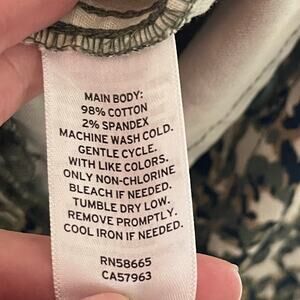 MAIN BODY:
98% COTTON
2% SPANDEX
MACHINE WASH COLD.
GENTLE CYCLE.
WITH LIKE COLORS.
ONLY NON-CHLORINE
BLEACH IF NEEDED.
TUMBLE DRY LOW.
REMOVE PROMPTLY.
COOL IRON IF NEEDED.
RN58665
CA57963